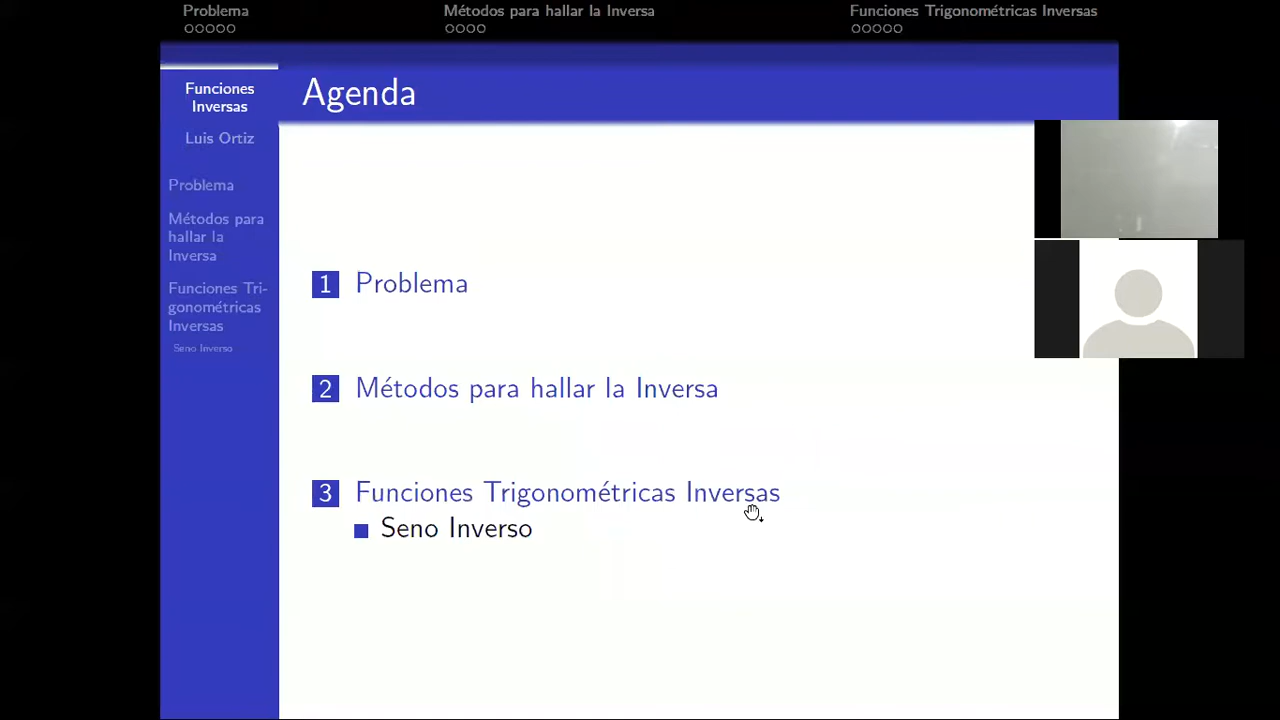 Problema
Métodos para hallar la Inversa
Funciones Trigonométricas Inversas
Funciones
Inversas
Luis Ortiz
Problema
Métodos para
hallar la
Inversa
Funciones Tri-
gonométricas
Inversas
Seno Inverso
Agenda
1 Problema
2 Métodos para hallar la Inversa
3 Funciones Trigonométricas Inversas
Seno Inverso